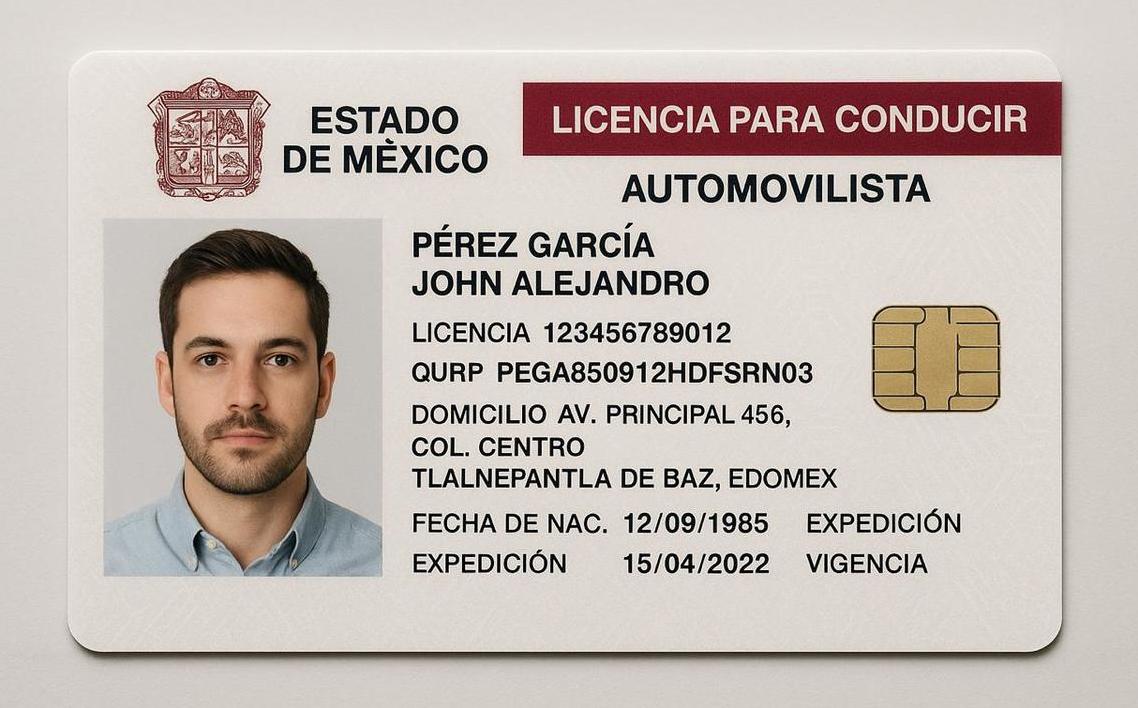 ESTADO
DE MÈXICO
LICENCIA PARA CONDUCIR
AUTOMOVILISTA
PÉREZ GARCÍA
JOHN ALEJANDRO
LICENCIA 123456789012
QURP PEGA850912HDFSRN03
DOMICILIO AV. PRINCIPAL 456,
COL. CENTRO
TLALNEPANTLA DE BAZ, EDOMEX
FECHA DE NAC. 12/09/1985 EXPEDICIÓN
EXPEDICIÓN 15/04/2022 VIGENCIA